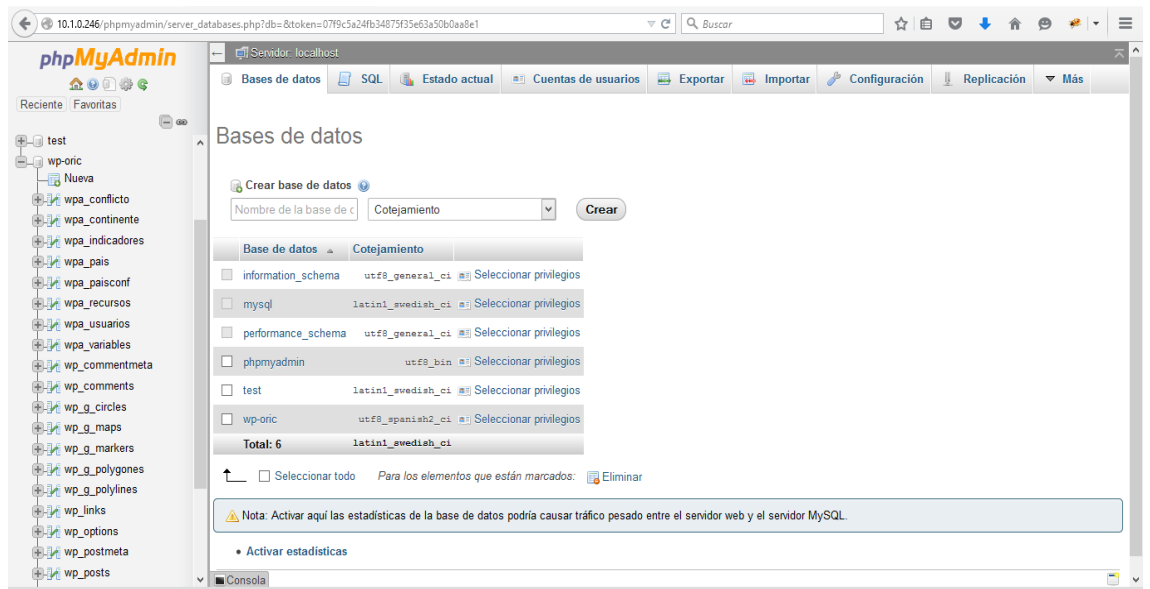 10.1.0.246/phpmyadmin/server_databases.php?db=&token=07f9c5a24fb34875f35e63a50b0aa8e1
Buscar
phpMyAdmin
Reciente Favoritas
test
wp-oric
Nueva
wpa_conflicto
wpa_continente
wpa_indicadores
wpa_pais
wpa_paisconf
wpa_recursos
wpa_usuarios
wpa_variables
wp_commentmeta
wp_comments
wp_g_circles
wp_g_maps
wp_g_markers
wp_g_polygones
wp_g_polylines
wp_links
wp_options
wp_postmeta
wp_posts
Servidor: localhost
Bases de datos SQL Estado actual Cuentas de usuarios Exportar Importar Configuración Replicación Más
Bases de datos
Crear base de datos
Nombre de la base de c Cotejamiento Crear
Base de datos Cotejamiento
information_schema utf8_general_ci Seleccionar privilegios
mysql latin1_swedish_ci Seleccionar privilegios
performance_schema utf8_general_ci Seleccionar privilegios
phpmyadmin utf8_bin Seleccionar privilegios
test latin1_swedish_ci Seleccionar privilegios
wp-oric utf8_spanish2_ci Seleccionar privilegios
Total: 6 latin1_swedish_ci
Seleccionar todo Para los elementos que están marcados: Eliminar
Nota: Activar aquí las estadísticas de la base de datos podría causar tráfico pesado entre el servidor web y el servidor MySQL.
• Activar estadísticas
Consola